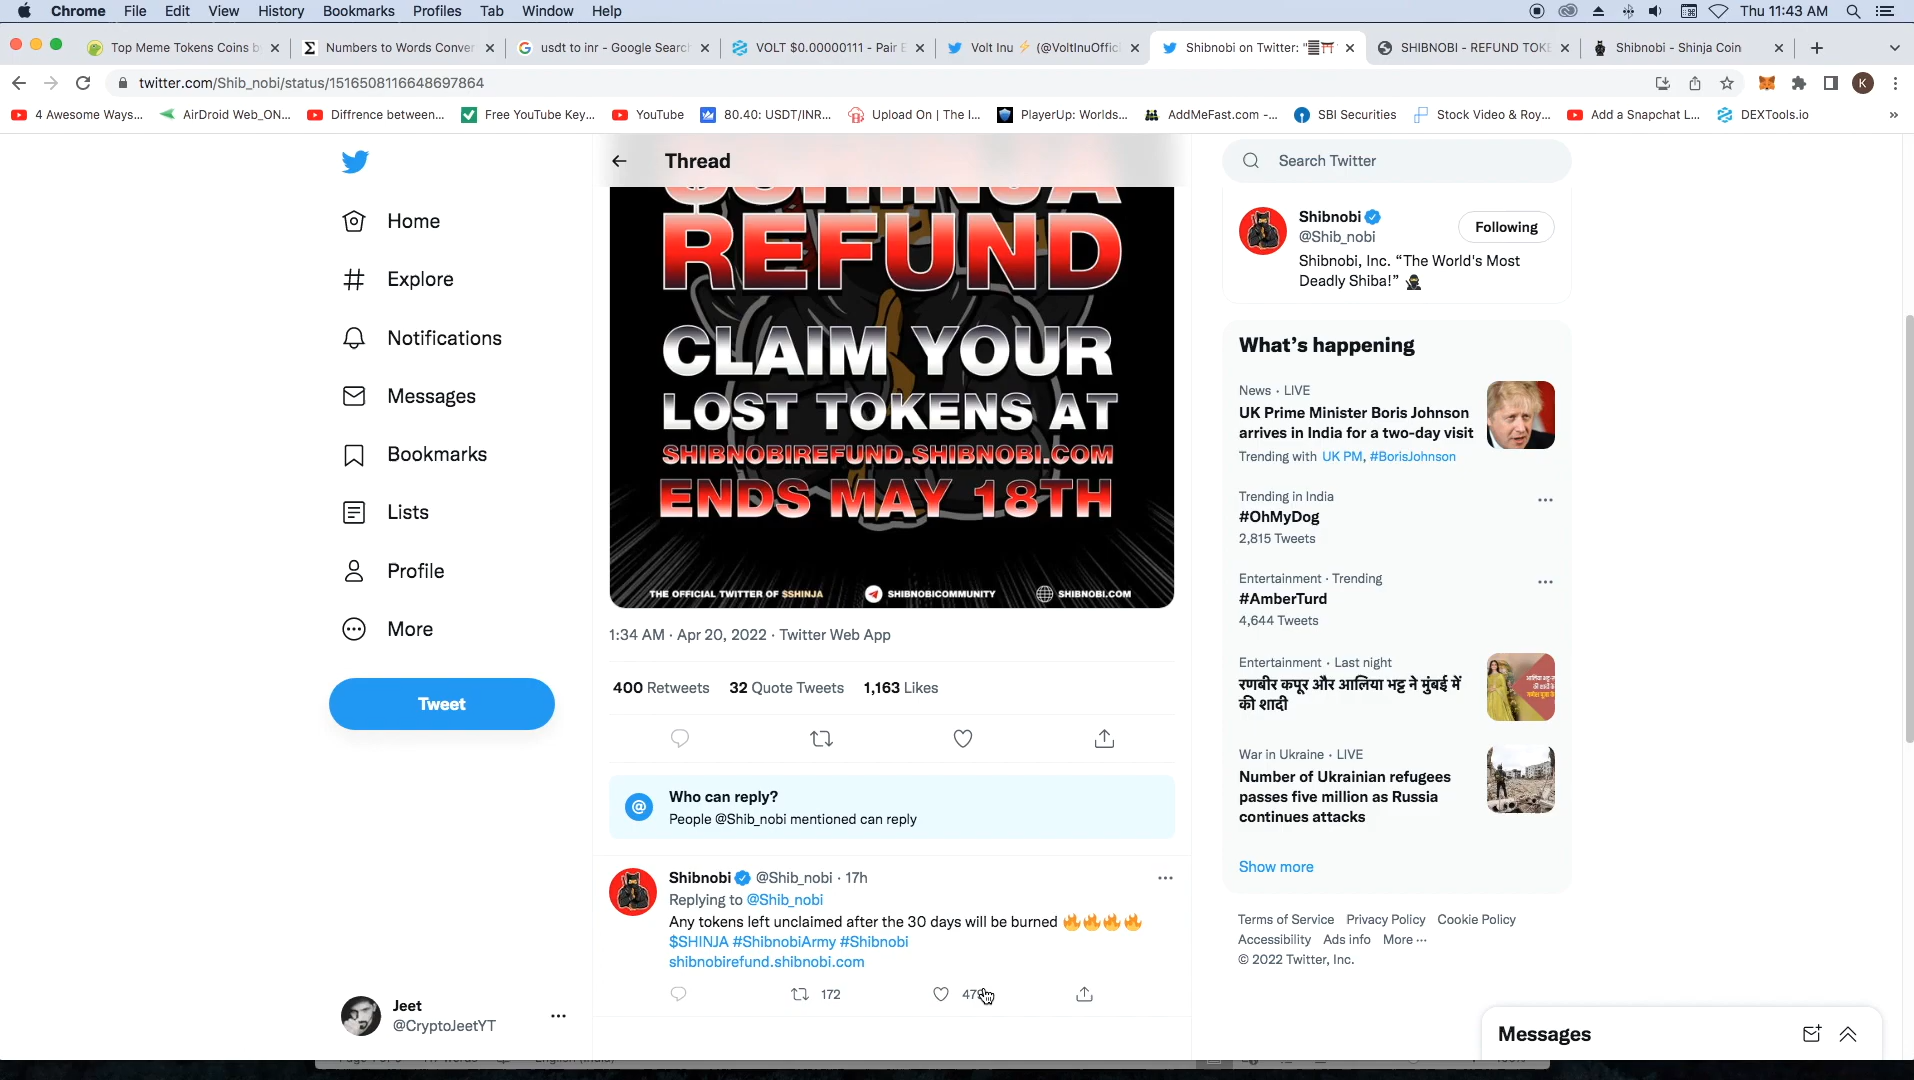 Chrome File Edit View History Bookmarks Profiles Tab Window Help Thu 11:43 AM
Top Meme Tokens Coins b
Numbers to Words Conver
usdt to inr - Google Search
VOLT $0.00000111 - Pair E
Volt Inu ⚡ (@VoltInuOffic
Shibnobi on Twitter: "
SHIBNOBI - REFUND TOKE
Shibnobi - Shinja Coin
twitter.com/Shib_nobi/status/1516508116648697864
K
4 Awesome Ways...
AirDroid Web_ON...
Diffrence between...
Free YouTube Key...
YouTube
80.40: USDT/INR...
Upload On | The I...
PlayerUp: Worlds...
AddMeFast.com -...
SBI Securities
Stock Video & Roy...
Add a Snapchat L...
DEXTools.io
»
Home
Explore
Notifications
Messages
Bookmarks
Lists
Profile
More
Tweet
Jeet
@CryptoJeetYT
Thread
$SHINJA
REFUND
CLAIM YOUR
LOST TOKENS AT
SHIBNOBIREFUND.SHIBNOBI.COM
ENDS MAY 18TH
THE OFFICIAL TWITTER OF $SHINJA
SHIBNOBICOMMUNITY
SHIBNOBI.COM
1:34 AM · Apr 20, 2022 · Twitter Web App
400 Retweets 32 Quote Tweets 1,163 Likes
Who can reply?
People @Shib_nobi mentioned can reply
Shibnobi @Shib_nobi · 17h
Replying to @Shib_nobi
Any tokens left unclaimed after the 30 days will be burned 🔥🔥🔥🔥
$SHINJA #ShibnobiArmy #Shibnobi
shibnobirefund.shibnobi.com
172
Search Twitter
Shibnobi
@Shib_nobi
Following
Shibnobi, Inc. “The World's Most
Deadly Shiba!” 🥷
What’s happening
News · LIVE
UK Prime Minister Boris Johnson
arrives in India for a two-day visit
Trending with UK PM, #BorisJohnson
Trending in India
#OhMyDog
2,815 Tweets
Entertainment · Trending
#AmberTurd
4,644 Tweets
Entertainment · Last night
रणबीर कपूर और आलिया भट्ट ने मुंबई में
की शादी
War in Ukraine · LIVE
Number of Ukrainian refugees
passes five million as Russia
continues attacks
Show more
Terms of Service Privacy Policy Cookie Policy
Accessibility Ads info More ···
© 2022 Twitter, Inc.
Messages